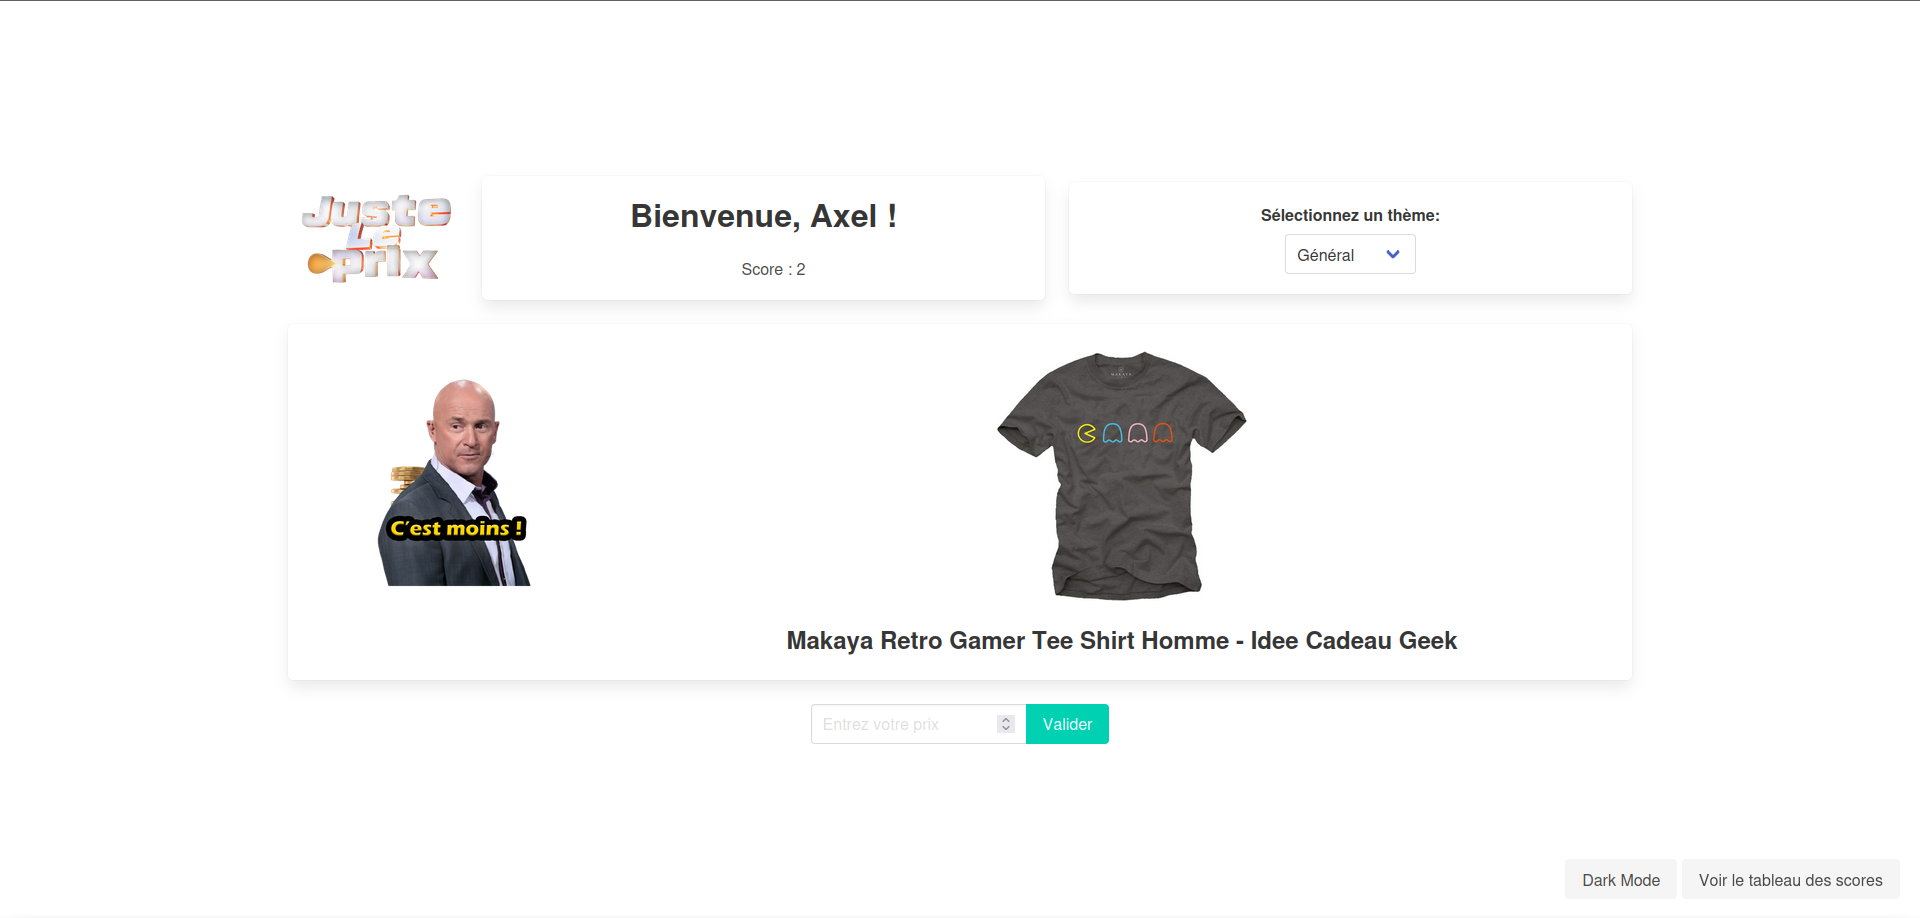 Juste
Le
prix
Bienvenue, Axel !
Score : 2
Sélectionnez un thème:
Général
C'est moins !
MAKAYA
Makaya Retro Gamer Tee Shirt Homme - Idee Cadeau Geek
Entrez votre prix
Valider
Dark Mode
Voir le tableau des scores